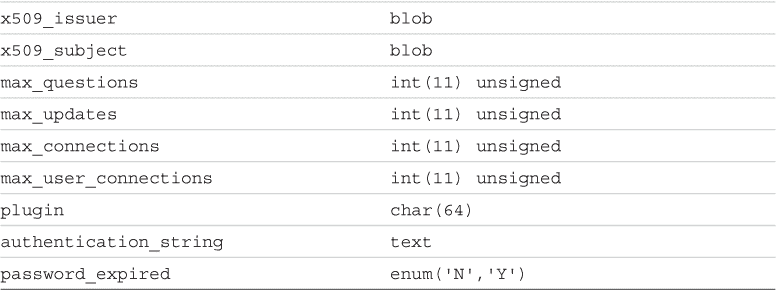 x509_issuer blob
x509_subject blob
max_questions int(11) unsigned
max_updates int(11) unsigned
max_connections int(11) unsigned
max_user_connections int(11) unsigned
plugin char(64)
authentication_string text
password_expired enum('N','Y')